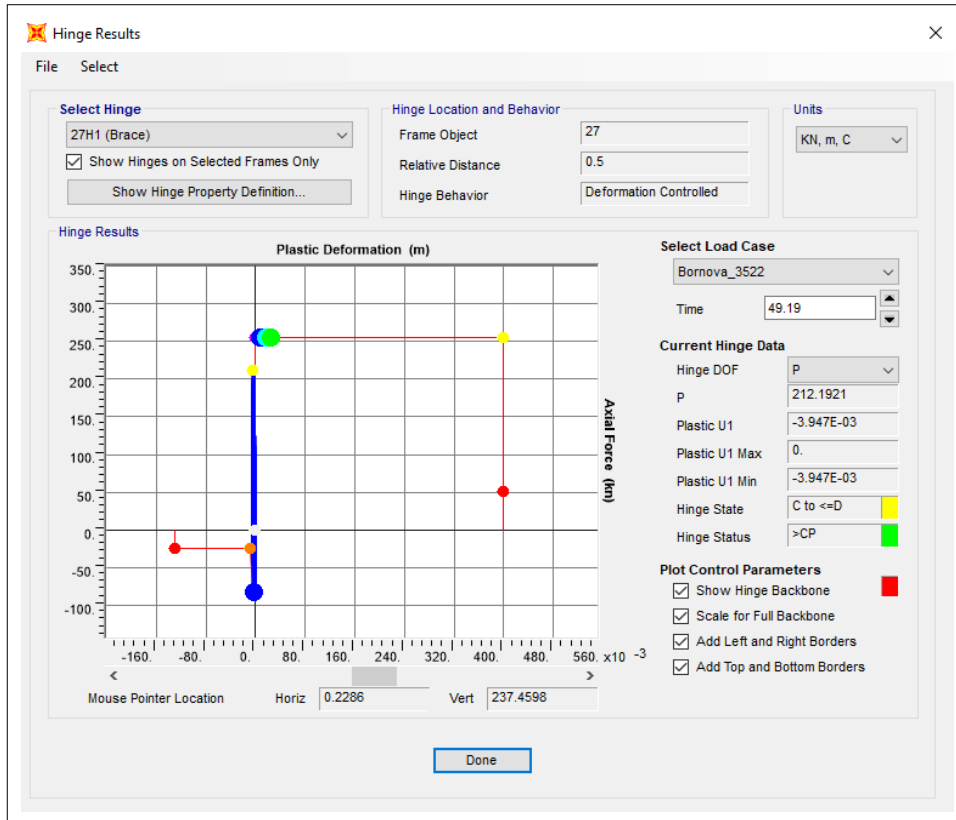 Hinge Results
File Select
Select Hinge
27H1 (Brace)
Show Hinges on Selected Frames Only
Show Hinge Property Definition...
Hinge Location and Behavior
Frame Object 27
Relative Distance 0.5
Hinge Behavior Deformation Controlled
Units
KN, m, C
Hinge Results
Plastic Deformation (m)
350.
300.
250.
200.
150.
100.
50.
0.
-50.
-100.
Axial Force (kn)
-160. -80. 0. 80. 160. 240. 320. 400. 480. 560. x10 -3
Mouse Pointer Location Horiz 0.2286 Vert 237.4598
Select Load Case
Bornova_3522
Time 49.19
Current Hinge Data
Hinge DOF P
P 212.1921
Plastic U1 -3.947E-03
Plastic U1 Max 0.
Plastic U1 Min -3.947E-03
Hinge State C to <=D
Hinge Status >CP
Plot Control Parameters
Show Hinge Backbone
Scale for Full Backbone
Add Left and Right Borders
Add Top and Bottom Borders
Done